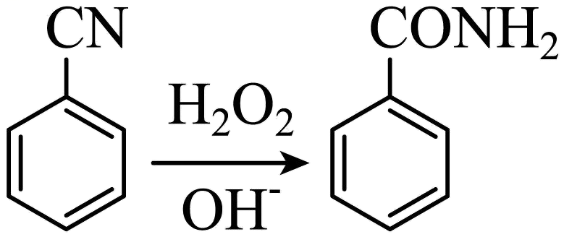 CN
H₂O₂
OH⁻
CONH₂